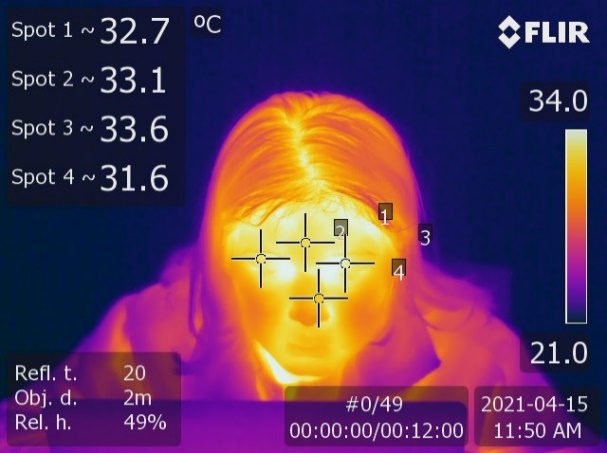 Spot 1 ~ 32.7 ºC
Spot 2 ~ 33.1
Spot 3 ~ 33.6
Spot 4 ~ 31.6
FLIR
34.0
1
2
3
4
21.0
Refl. t. 20
Obj. d. 2m
Rel. h. 49%
#0/49
00:00:00/00:12:00
2021-04-15
11:50 AM